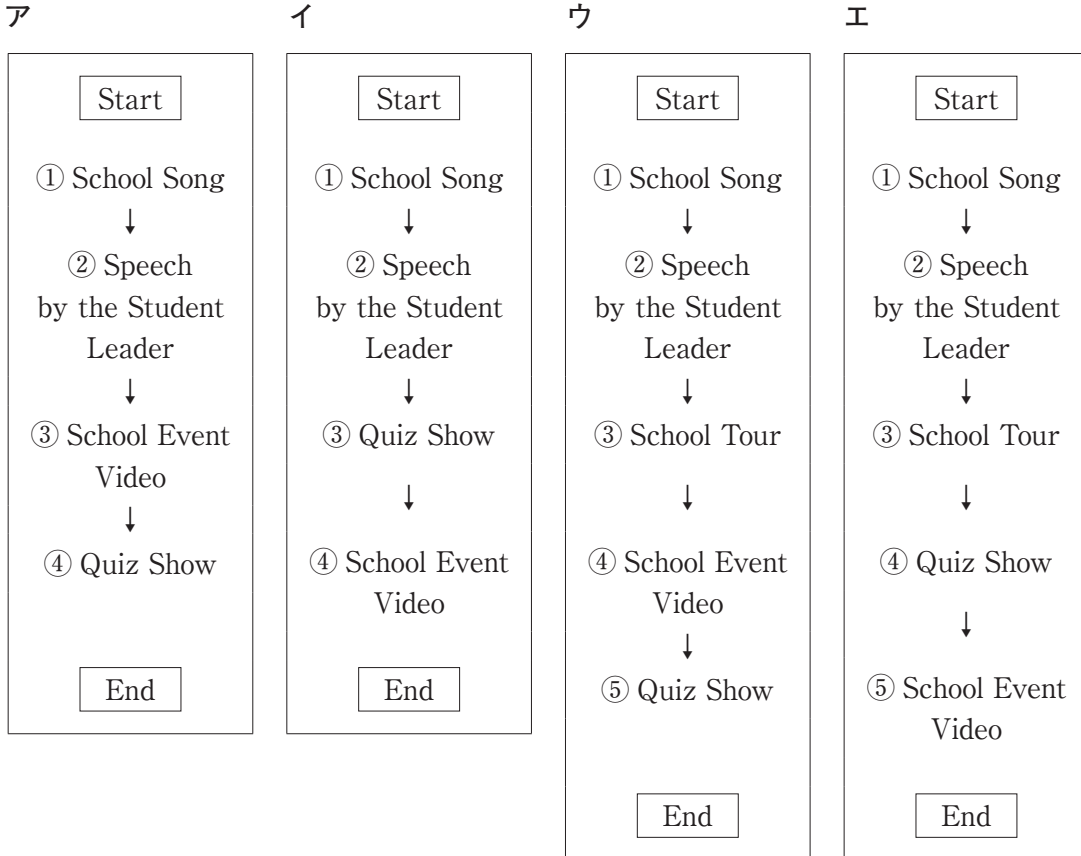 ア
Start
① School Song
↓
② Speech
by the Student
Leader
↓
③ School Event
Video
↓
④ Quiz Show
End
イ
Start
① School Song
↓
② Speech
by the Student
Leader
↓
③ Quiz Show
↓
④ School Event
Video
End
ウ
Start
① School Song
↓
② Speech
by the Student
Leader
↓
③ School Tour
↓
④ School Event
Video
↓
⑤ Quiz Show
End
エ
Start
① School Song
↓
② Speech
by the Student
Leader
↓
③ School Tour
↓
④ Quiz Show
↓
⑤ School Event
Video
End